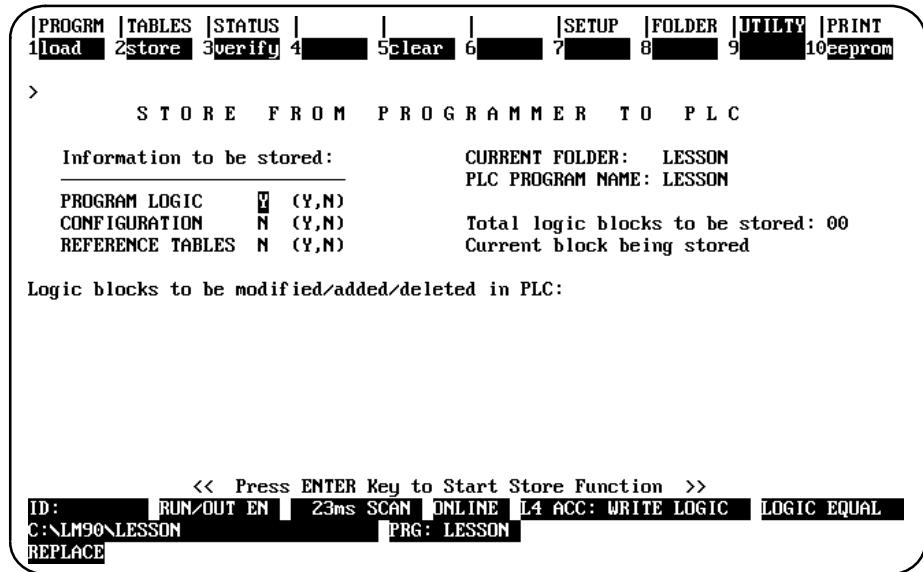 |PROGRM |TABLES |STATUS | | | |SETUP |FOLDER |UTILTY |PRINT
1load 2store 3verify 4 5clear 6 7 8 9 10eeprom
>
S T O R E F R O M P R O G R A M M E R T O P L C
Information to be stored: CURRENT FOLDER: LESSON
PLC PROGRAM NAME: LESSON
PROGRAM LOGIC Y (Y,N)
CONFIGURATION N (Y,N) Total logic blocks to be stored: 00
REFERENCE TABLES N (Y,N) Current block being stored
Logic blocks to be modified/added/deleted in PLC:
<< Press ENTER Key to Start Store Function >>
ID: RUN/OUT EN 23ms SCAN ONLINE L4 ACC: WRITE LOGIC LOGIC EQUAL
C:\LM90\LESSON PRG: LESSON
REPLACE